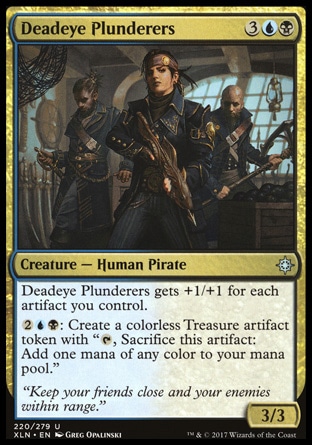 Deadeye Plunderers 3
Creature — Human Pirate
Deadeye Plunderers gets +1/+1 for each
artifact you control.
2: Create a colorless Treasure artifact
token with “, Sacrifice this artifact:
Add one mana of any color to your mana
pool.”
“Keep your friends close and your enemies
within range.”
3/3
220/279 U
XLN • EN Greg Opalinski
™ & © 2017 Wizards of the Coast